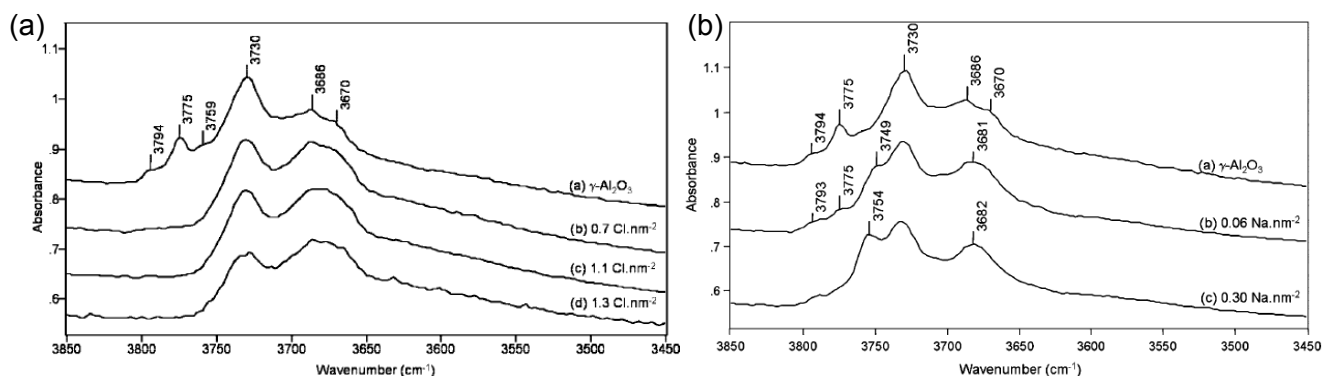 (a)
1.1
1
.9
.8
.7
.6
Absorbance
3794
3775
3759
3730
3686
3670
(a) γ-Al₂O₃
(b) 0.7 Cl.nm⁻²
(c) 1.1 Cl.nm⁻²
(d) 1.3 Cl.nm⁻²
3850 3800 3750 3700 3650 3600 3550 3500 3450
Wavenumber (cm⁻¹)
(b)
1.1
1
.9
.8
.7
.6
Absorbance
3794
3775
3730
3686
3670
(a) γ-Al₂O₃
3793
3775
3749
3681
(b) 0.06 Na.nm⁻²
3754
3682
(c) 0.30 Na.nm⁻²
3850 3800 3750 3700 3650 3600 3550 3500 3450
Wavenumber (cm⁻¹)